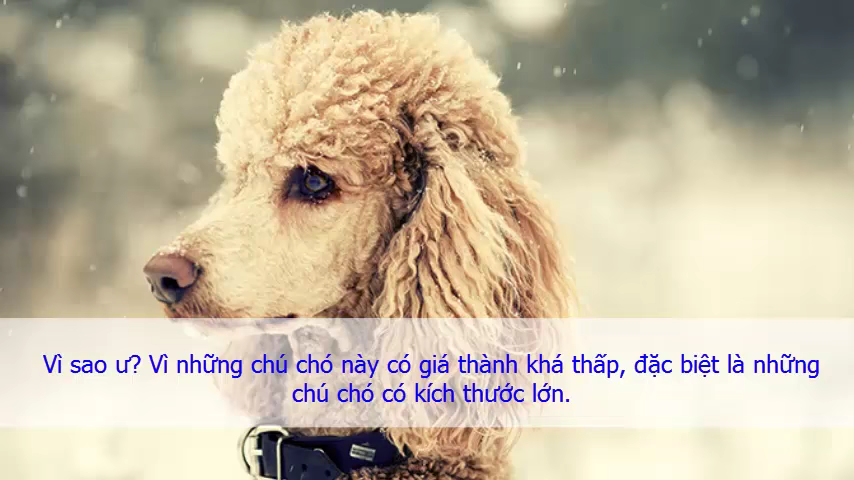 Vì sao ư? Vì những chú chó này có giá thành khá thấp, đặc biệt là những
chú chó có kích thước lớn.